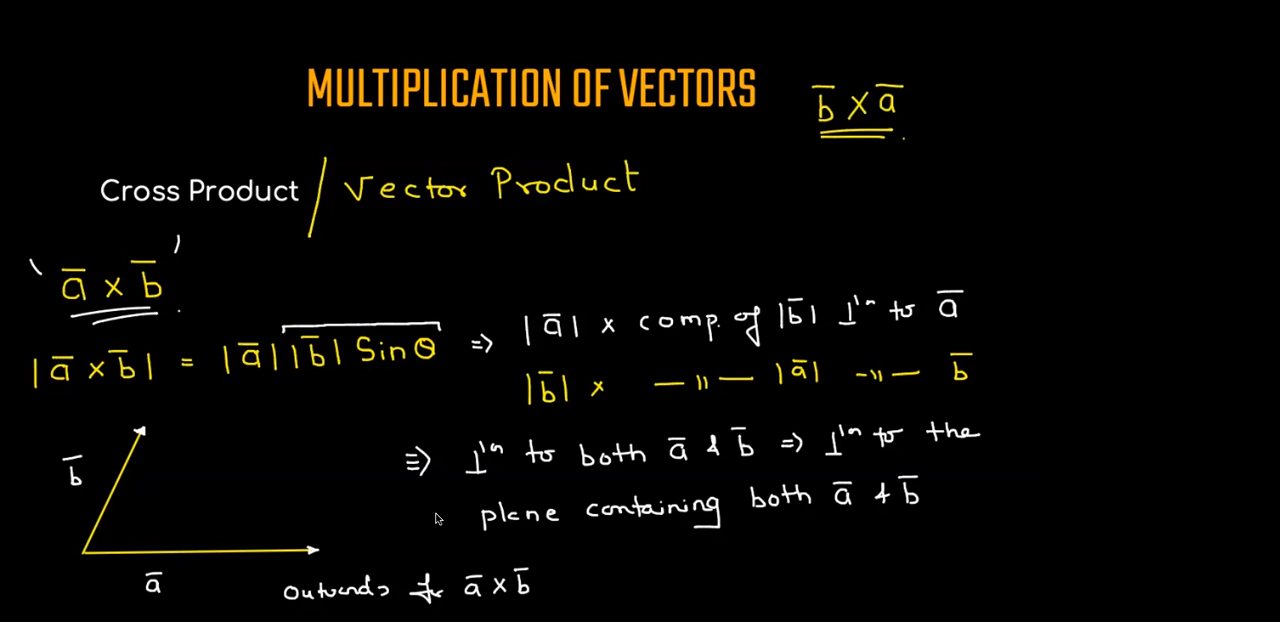 MULTIPLICATION OF VECTORS b̅ × a̅
Cross Product / Vector Product
' a̅ × b̅ '
|a̅ × b̅| = |a̅| |b̅| Sin θ ⇒ |a̅| × comp. of |b̅| ⊥'ⁿ to a̅
|b̅| × — " — |a̅| — " — b̅
⇒ ⊥'ⁿ to both a̅ & b̅ ⇒ ⊥'ⁿ to the
plane containing both a̅ & b̅
b̅
a̅
Outwards for a̅ × b̅